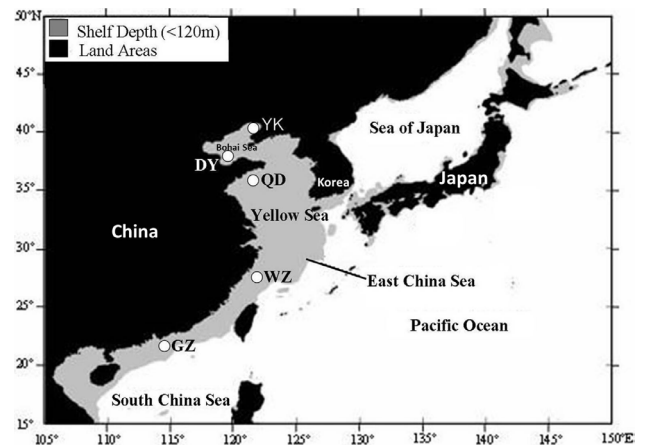 Shelf Depth (<120m)
Land Areas
45°
40°
35°
30°
25°
20°
15°
YK
Bohai Sea
DY
QD
Korea
Sea of Japan
Japan
Yellow Sea
China
East China Sea
WZ
Pacific Ocean
GZ
South China Sea
105
110°
115°
120°
125°
130°
135°
140°
145°
150°E